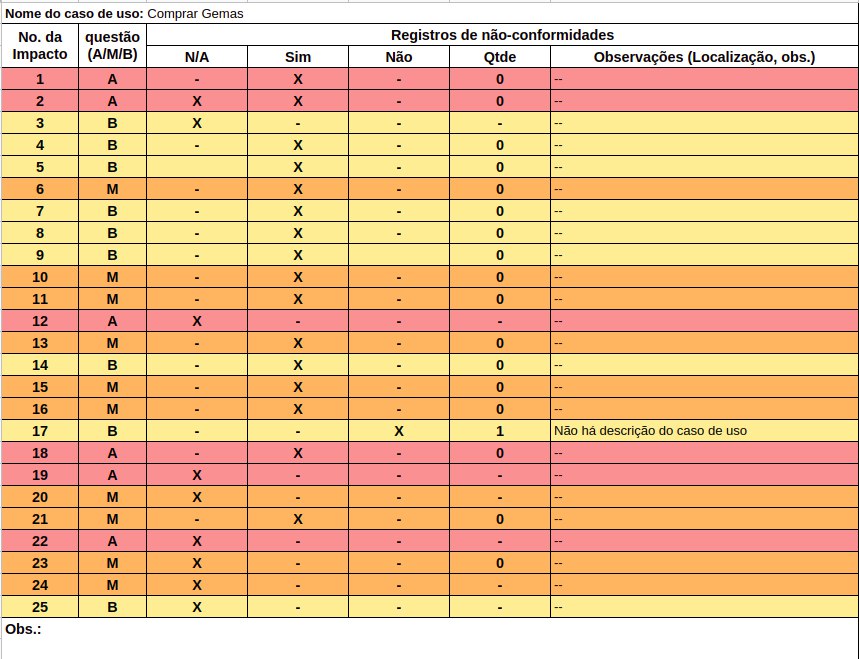 Nome do caso de uso: Comprar Gemas
No. da Impacto questão (A/M/B) Registros de não-conformidades
N/A Sim Não Qtde Observações (Localização, obs.)
1 A - X - 0 --
2 A X X - 0 --
3 B X - - - --
4 B - X - 0 --
5 B X - 0 --
6 M - X - 0 --
7 B - X - 0 --
8 B - X - 0 --
9 B - X 0 --
10 M - X - 0 --
11 M - X - 0 --
12 A X - - - --
13 M - X - 0 --
14 B - X - 0 --
15 M - X - 0 --
16 M - X - 0 --
17 B - - X 1 Não há descrição do caso de uso
18 A - X - 0 --
19 A X - - - --
20 M X - - - --
21 M - X - 0 --
22 A X - - - --
23 M X - - 0 --
24 M X - - - --
25 B X - - - --
Obs.: